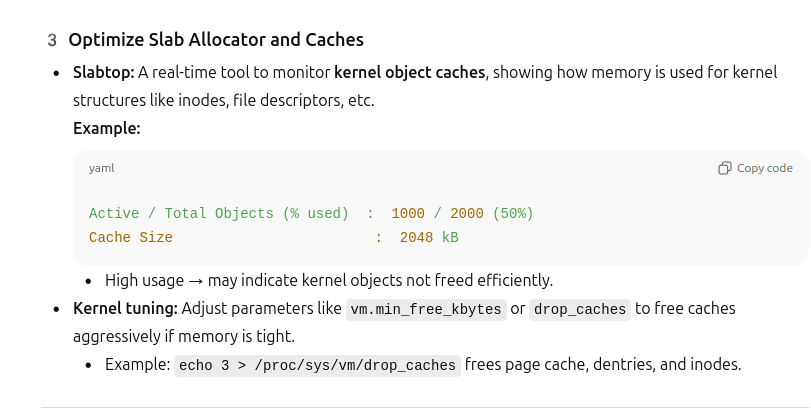 3 Optimize Slab Allocator and Caches
• Slabtop: A real-time tool to monitor kernel object caches, showing how memory is used for kernel
structures like inodes, file descriptors, etc.
Example:
yaml Copy code
Active / Total Objects (% used)  :  1000 / 2000 (50%)
Cache Size                        :  2048 kB
• High usage → may indicate kernel objects not freed efficiently.
• Kernel tuning: Adjust parameters like vm.min_free_kbytes or drop_caches to free caches
aggressively if memory is tight.
• Example: echo 3 > /proc/sys/vm/drop_caches frees page cache, dentries, and inodes.